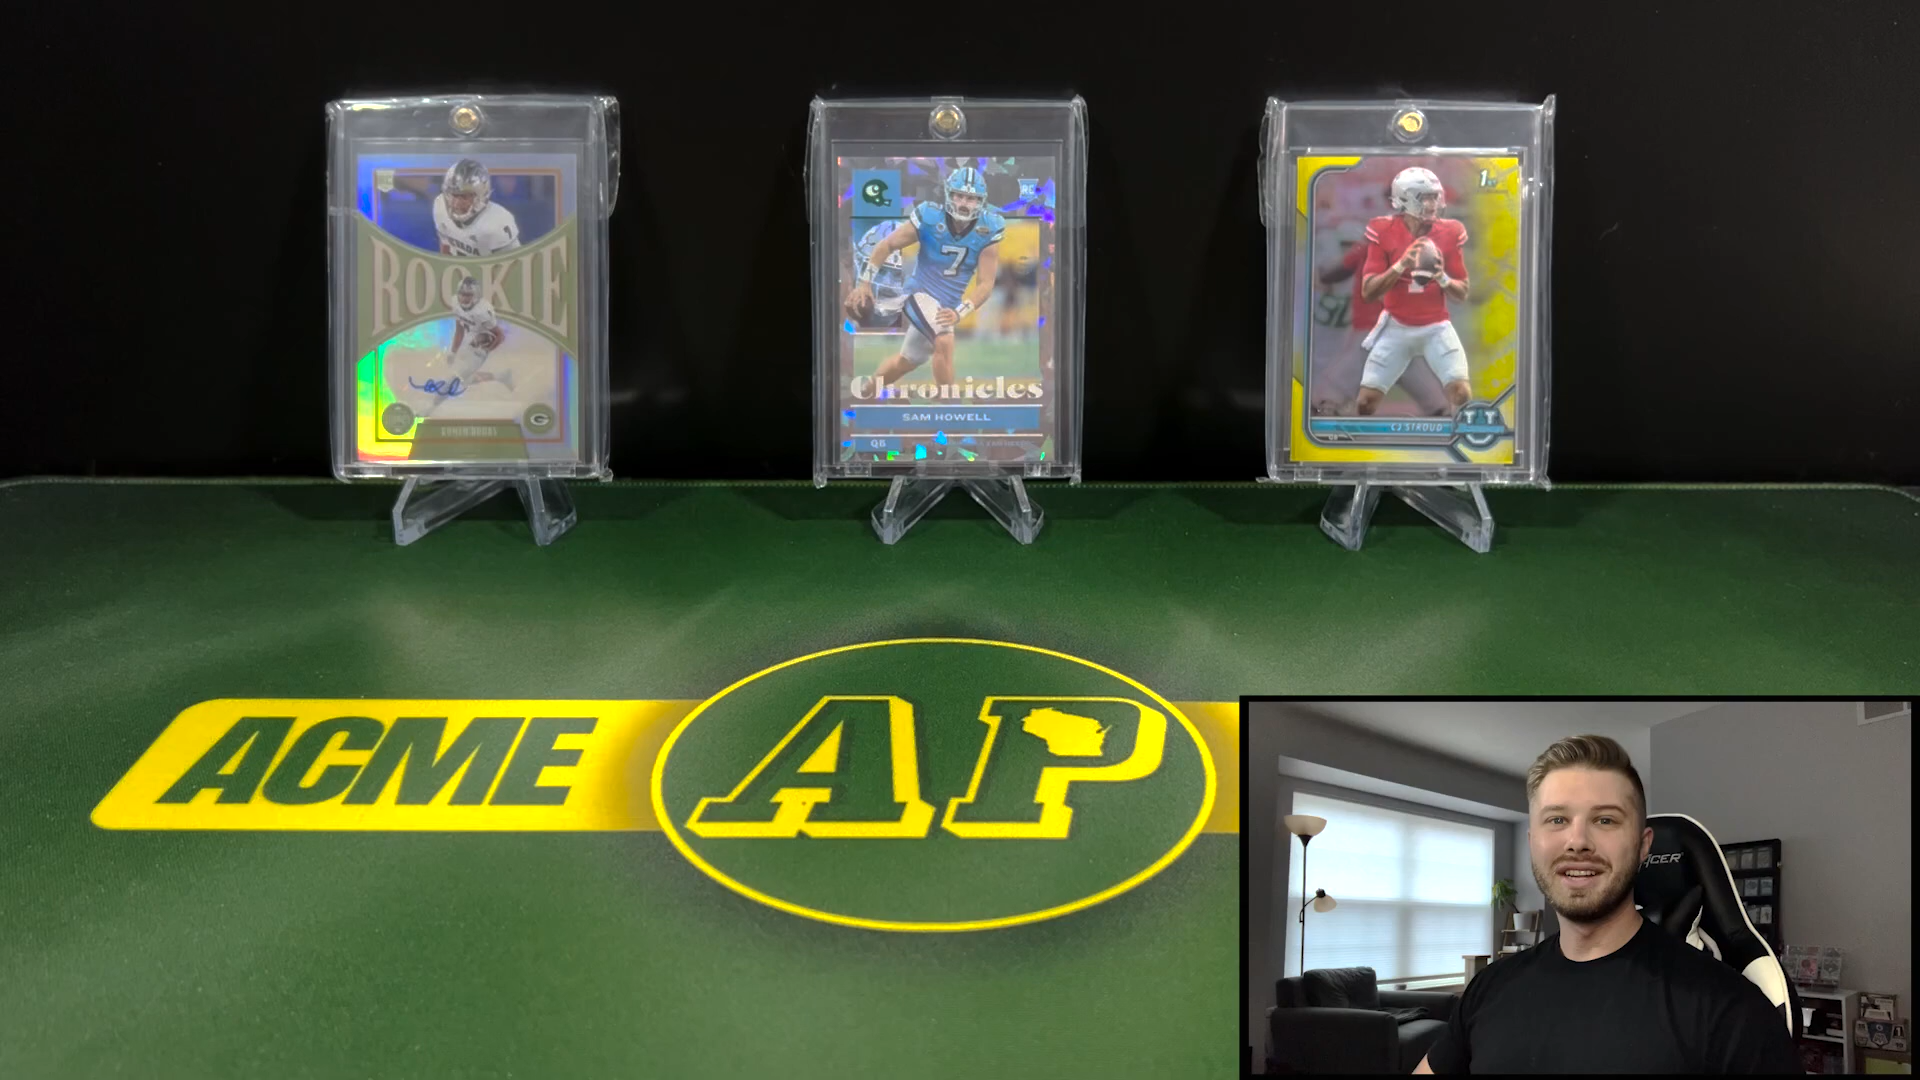 ROOKIE
7
RC
Chronicles
SAM HOWELL
QB
1st
CJ STROUD
ACME
AP